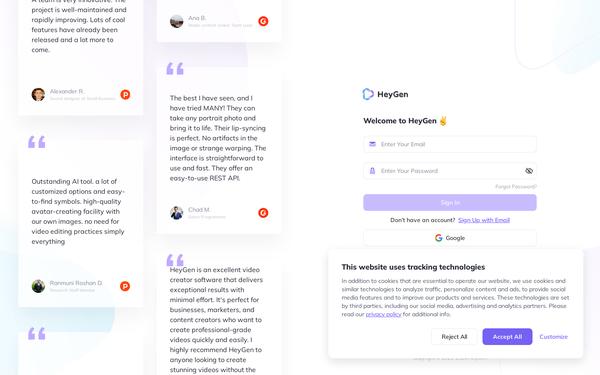 A team is very innovative. The
project is well-maintained and
rapidly improving. Lots of cool
features have already been
released and a lot more to
come.
Alexander R.
Outstanding AI tool. a lot of
customized options and easy-
to-find symbols. high-quality
avatar-creating facility with
our own images. no need for
video editing practices simply
everything
Ranmuni Roshan D.
Ana B.
The best I have seen, and I
have tried MANY! They can
take any portrait photo and
bring it to life. Their lip-syncing
is perfect. No artifacts in the
image or strange warping. The
interface is straightforward to
use and fast. They offer an
easy-to-use REST API.
Chad M.
HeyGen is an excellent video
creator software that delivers
exceptional results with
minimal effort. It's perfect for
businesses, marketers, and
content creators who want to
create professional-grade
videos quickly and easily. I
highly recommend HeyGen to
anyone looking to create
stunning videos without the
HeyGen
Welcome to HeyGen ✌️
Enter Your Email
Enter Your Password
Forgot Password?
Sign In
Don't have an account? Sign Up with Email
Google
This website uses tracking technologies
In addition to cookies that are essential to operate our website, we use cookies and
similar technologies to analyze traffic, personalize content and ads, to provide social
media features and to improve our products and services. These technologies are set
by third parties, including our social media, advertising and analytics partners. Please
read our privacy policy for additional info.
Reject All
Accept All
Customize